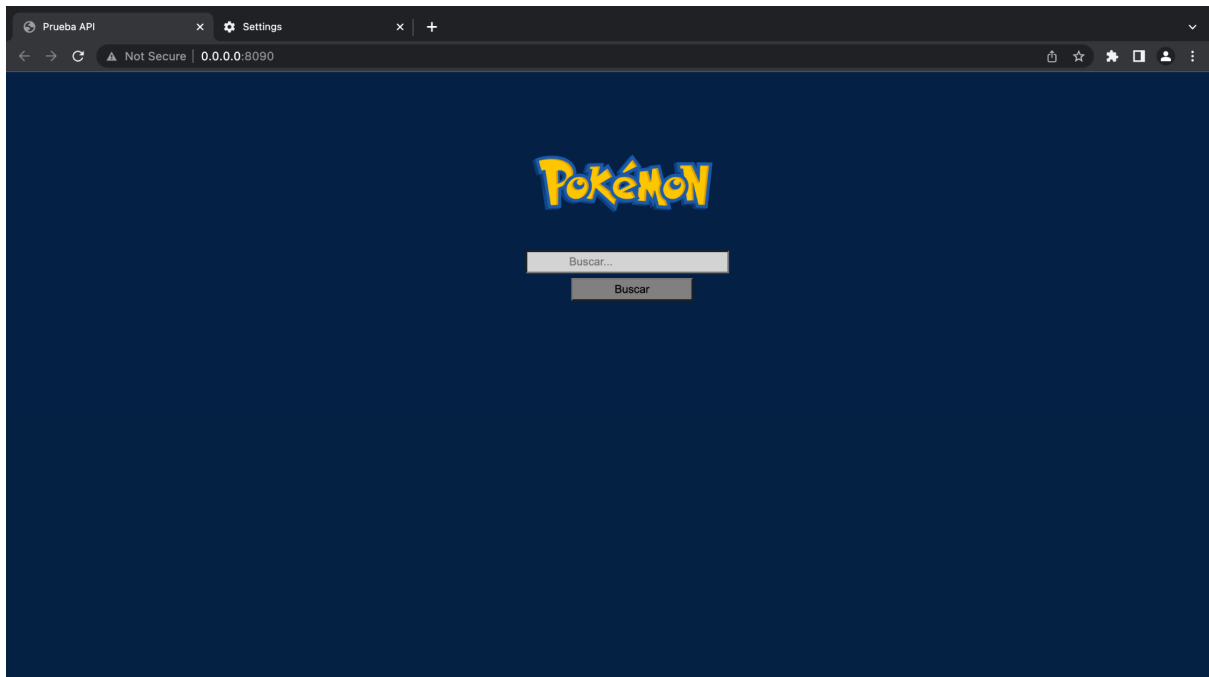 Prueba API
Settings
Not Secure
0.0.0.0:8090
Pokémon
Buscar...
Buscar